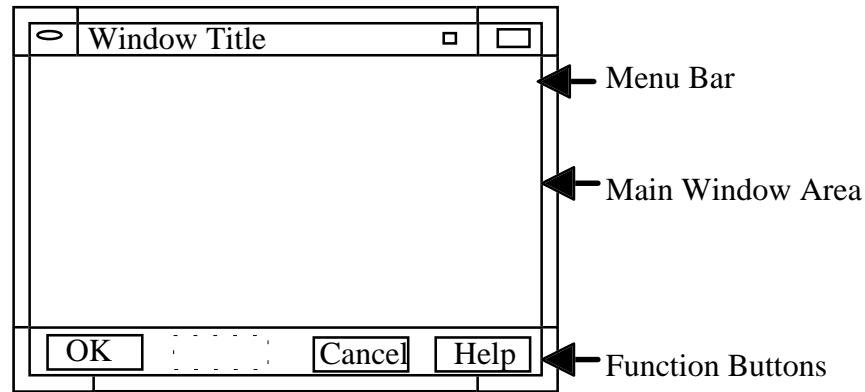 Window Title
Menu Bar
Main Window Area
OK Cancel Help
Function Buttons